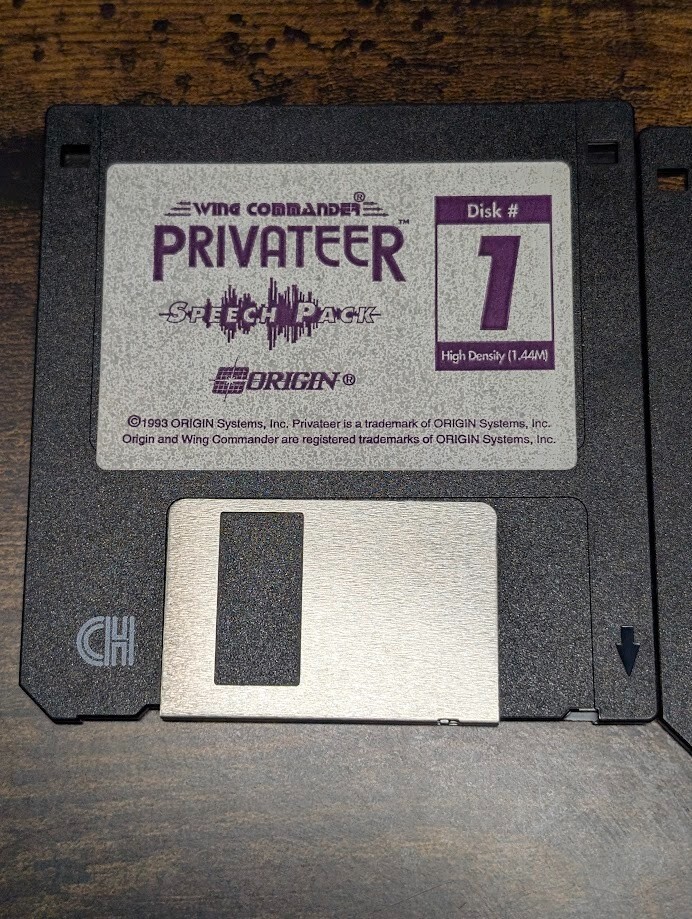 WING COMMANDER®
PRIVATEER™
SPEECH PACK
ORIGIN®
Disk #
1
High Density (1.44M)
©1993 ORIGIN Systems, Inc. Privateer is a trademark of ORIGIN Systems, Inc.
Origin and Wing Commander are registered trademarks of ORIGIN Systems, Inc.
CH